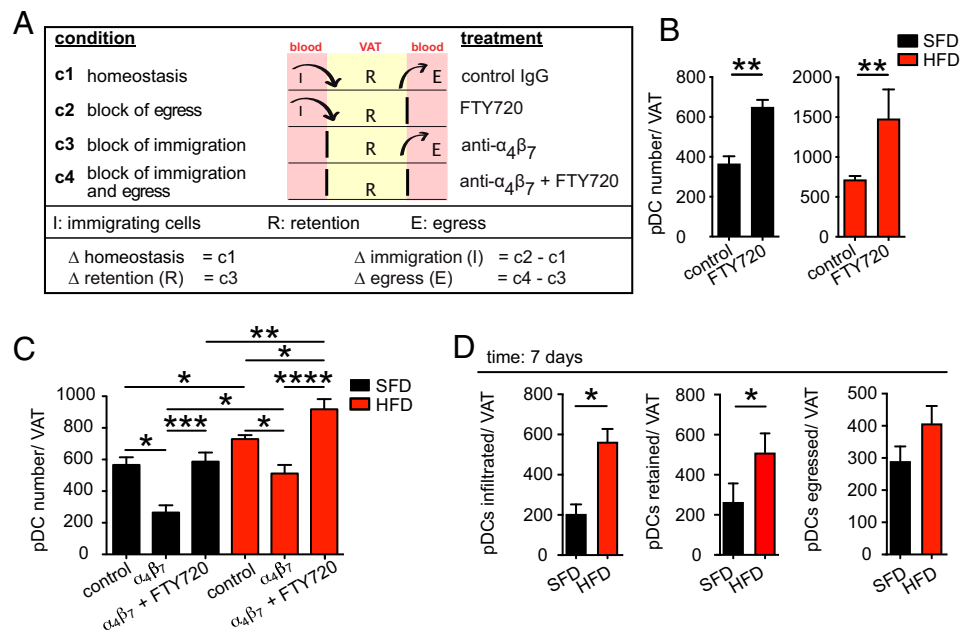 A
condition
blood VAT blood
treatment
c1 homeostasis I R E control IgG
c2 block of egress I R FTY720
c3 block of immigration R E anti-α₄β₇
c4 block of immigration
and egress R anti-α₄β₇ + FTY720
I: immigrating cells R: retention E: egress
Δ homeostasis = c1 Δ immigration (I) = c2 - c1
Δ retention (R) = c3 Δ egress (E) = c4 - c3
B
SFD
HFD
** **
pDC number/ VAT
800
600
400
200
0
control
FTY720
2000
1500
1000
500
0
control
FTY720
C
SFD
HFD
**
*
* ****
*
*** *
*
pDC number/ VAT
1000
800
600
400
200
0
control
α₄β₇
α₄β₇ + FTY720
control
α₄β₇
α₄β₇ + FTY720
D
time: 7 days
pDCs infiltrated/ VAT
800
600
400
200
0
*
SFD
HFD
pDCs retained/ VAT
800
600
400
200
0
*
SFD
HFD
pDCs egressed/ VAT
500
400
300
200
100
0
SFD
HFD